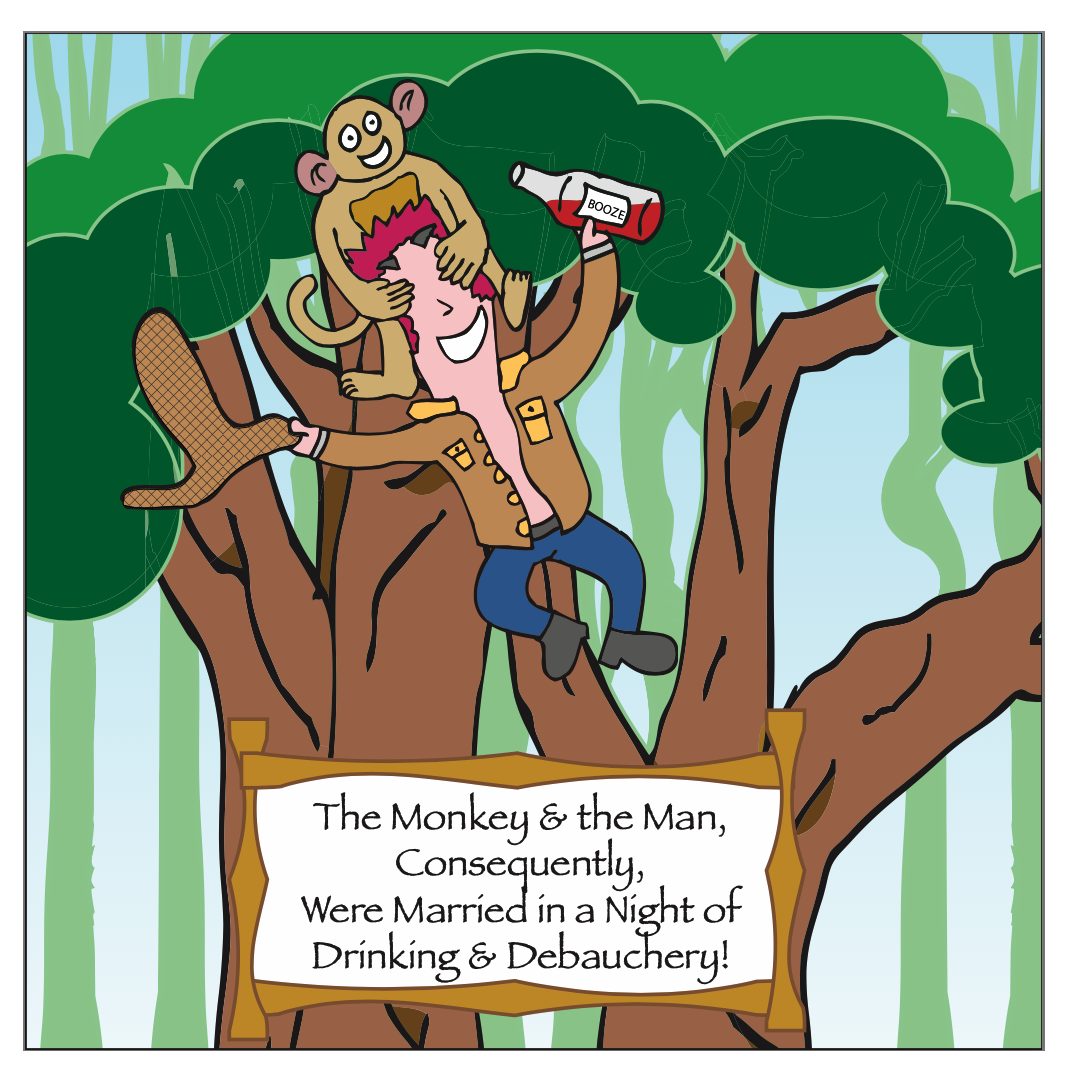 BOOZE
The Monkey & the Man,
Consequently,
Were Married in a Night of
Drinking & Debauchery!